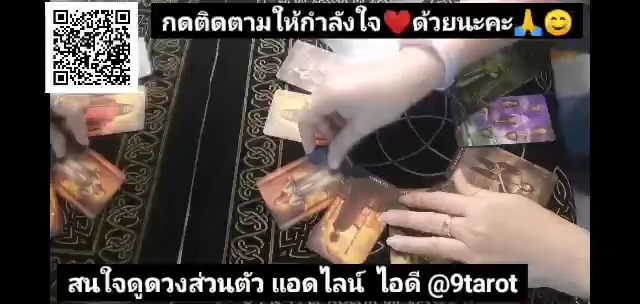 กดติดตามให้กำลังใจ❤️ด้วยนะคะ🙏😊
สนใจดูดวงส่วนตัว แอดไลน์ ไอดี @9tarot